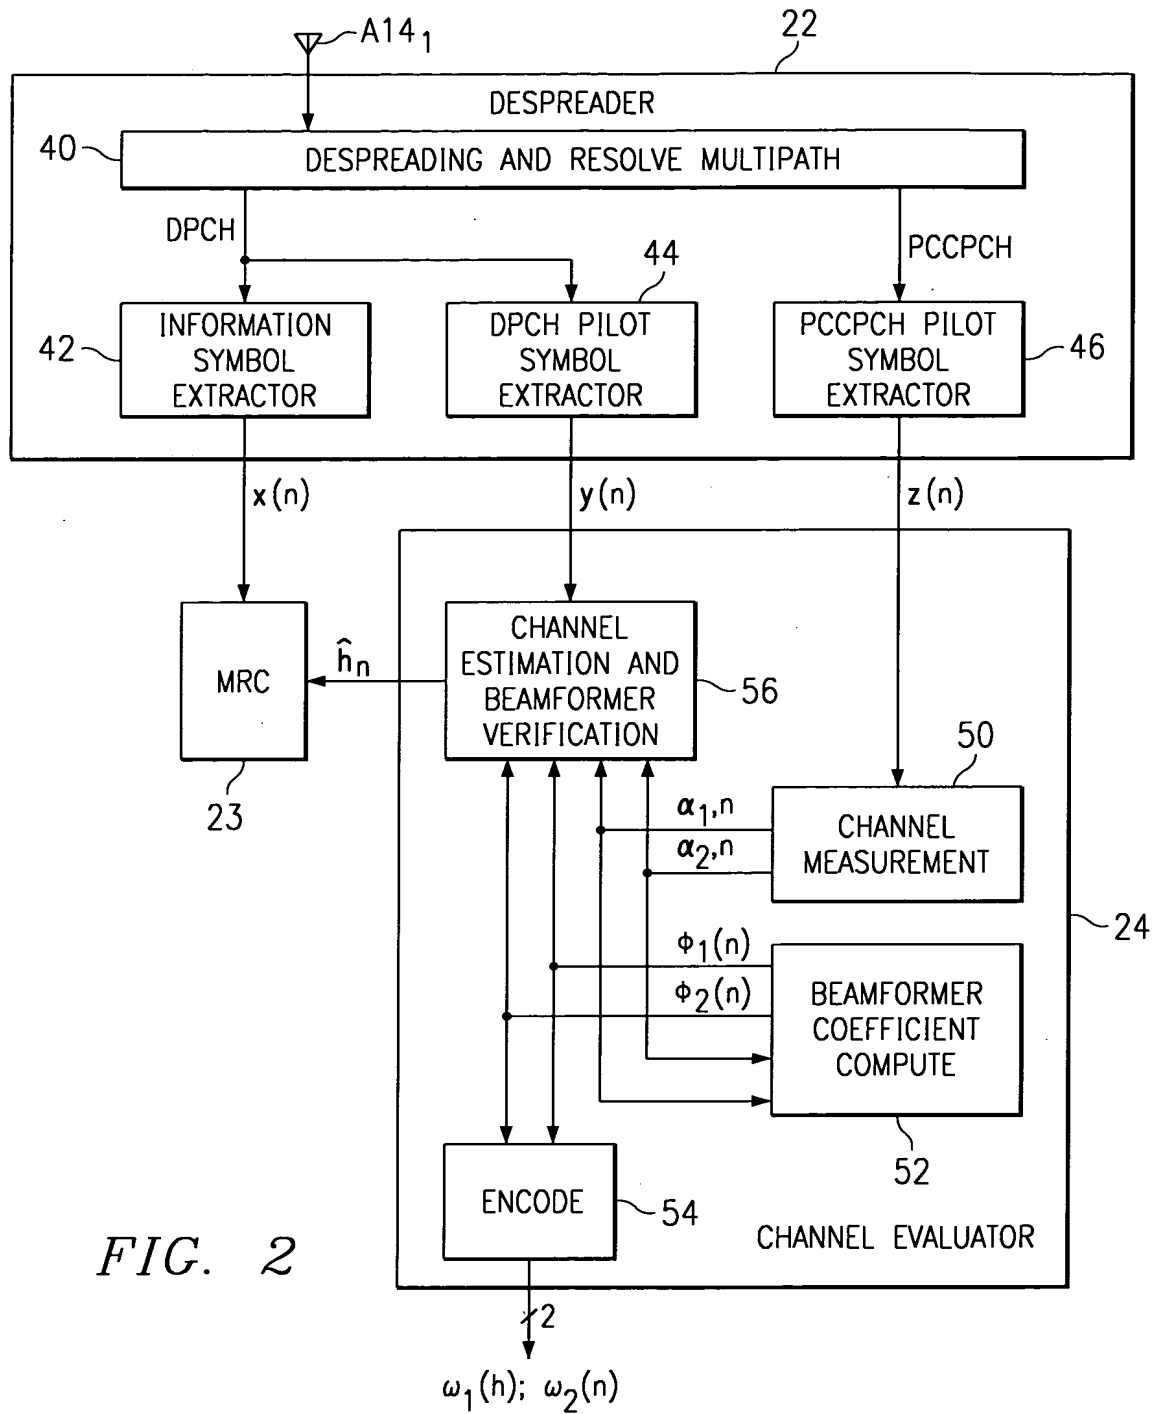 A14₁
22
DESPREADER
40
DESPREADING AND RESOLVE MULTIPATH
DPCH
PCCPCH
44
42
INFORMATION
SYMBOL
EXTRACTOR
DPCH PILOT
SYMBOL
EXTRACTOR
PCCPCH PILOT
SYMBOL
EXTRACTOR
46
x(n)
y(n)
z(n)
MRC
23
ĥₙ
CHANNEL
ESTIMATION AND
BEAMFORMER
VERIFICATION
56
50
α₁,n
α₂,n
CHANNEL
MEASUREMENT
24
Φ₁(n)
Φ₂(n)
BEAMFORMER
COEFFICIENT
COMPUTE
52
ENCODE
54
CHANNEL EVALUATOR
FIG. 2
2
ω₁(h); ω₂(n)